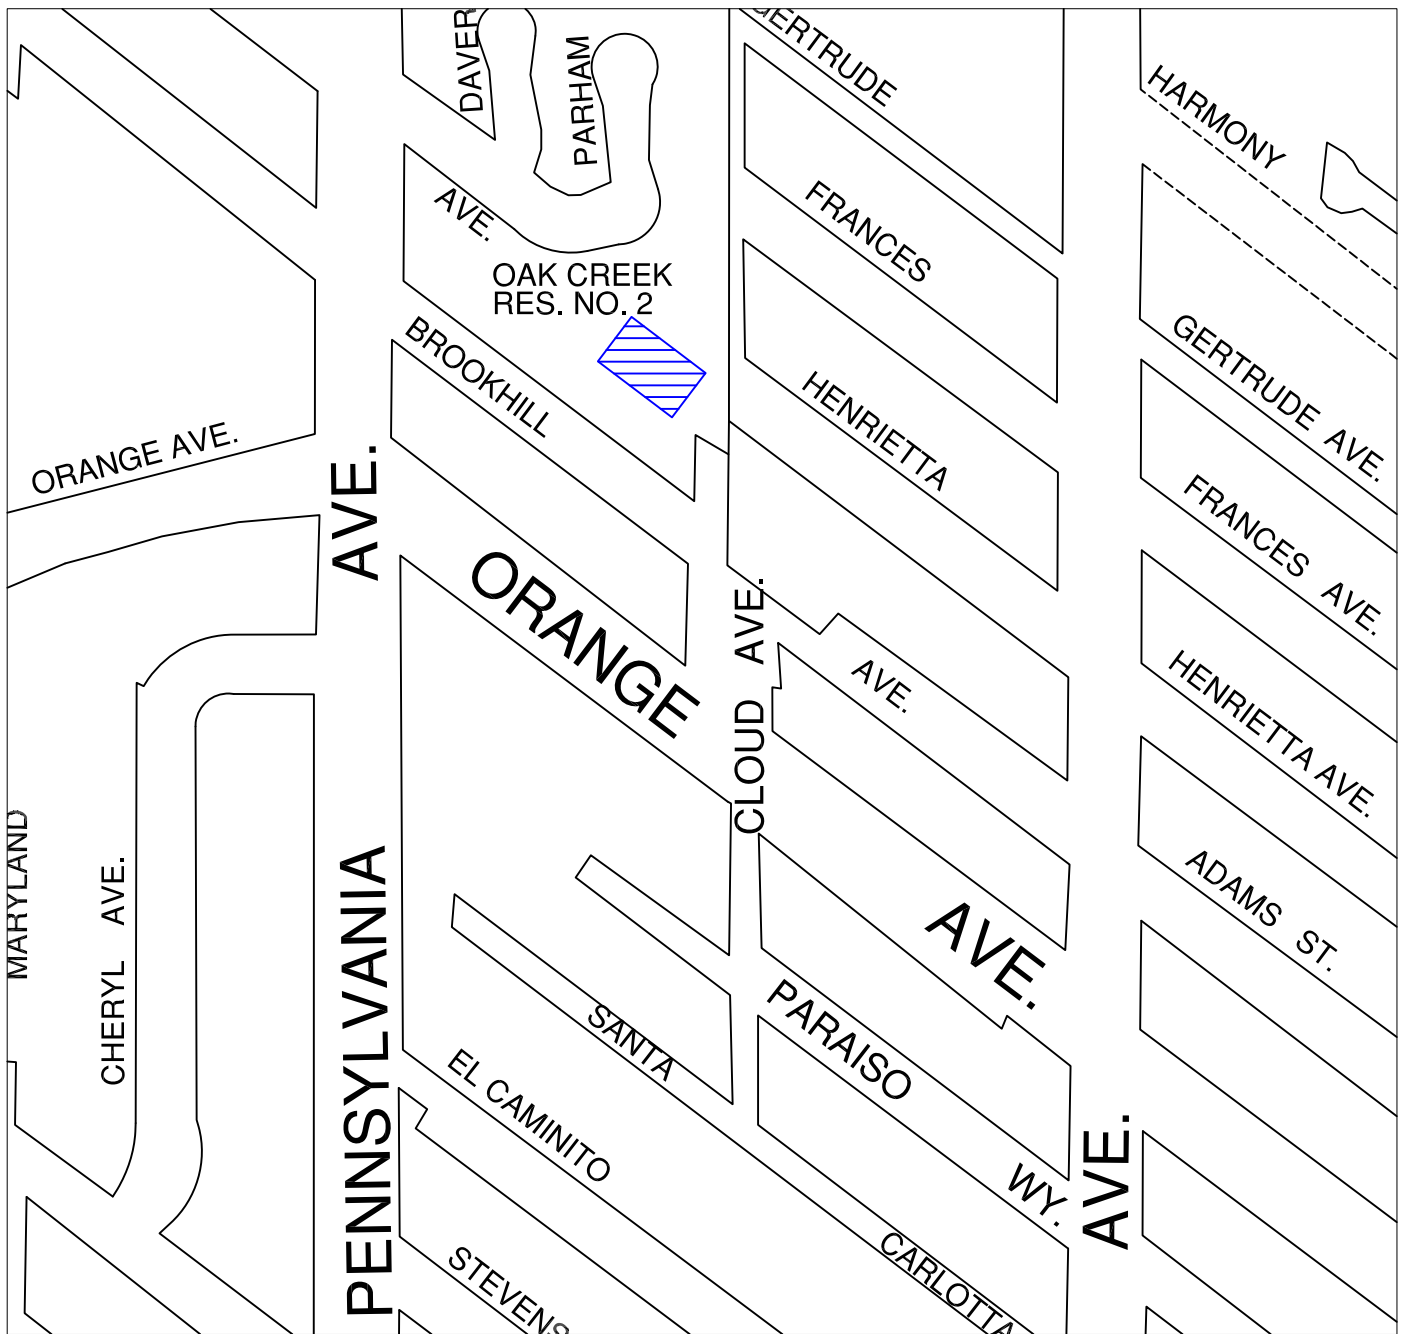 DAVER
PARHAM
GERTRUDE
HARMONY
AVE.
FRANCES
OAK CREEK
RES. NO. 2
BROOKHILL
HENRIETTA
GERTRUDE AVE.
ORANGE AVE.
AVE.
FRANCES AVE.
ORANGE
CLOUD AVE.
AVE.
HENRIETTA AVE.
MARYLAND
CHERYL AVE.
PENNSYLVANIA
ADAMS ST.
AVE.
SANTA
PARAISO
EL CAMINITO
WY.
AVE.
STEVENS
CARLOTTA